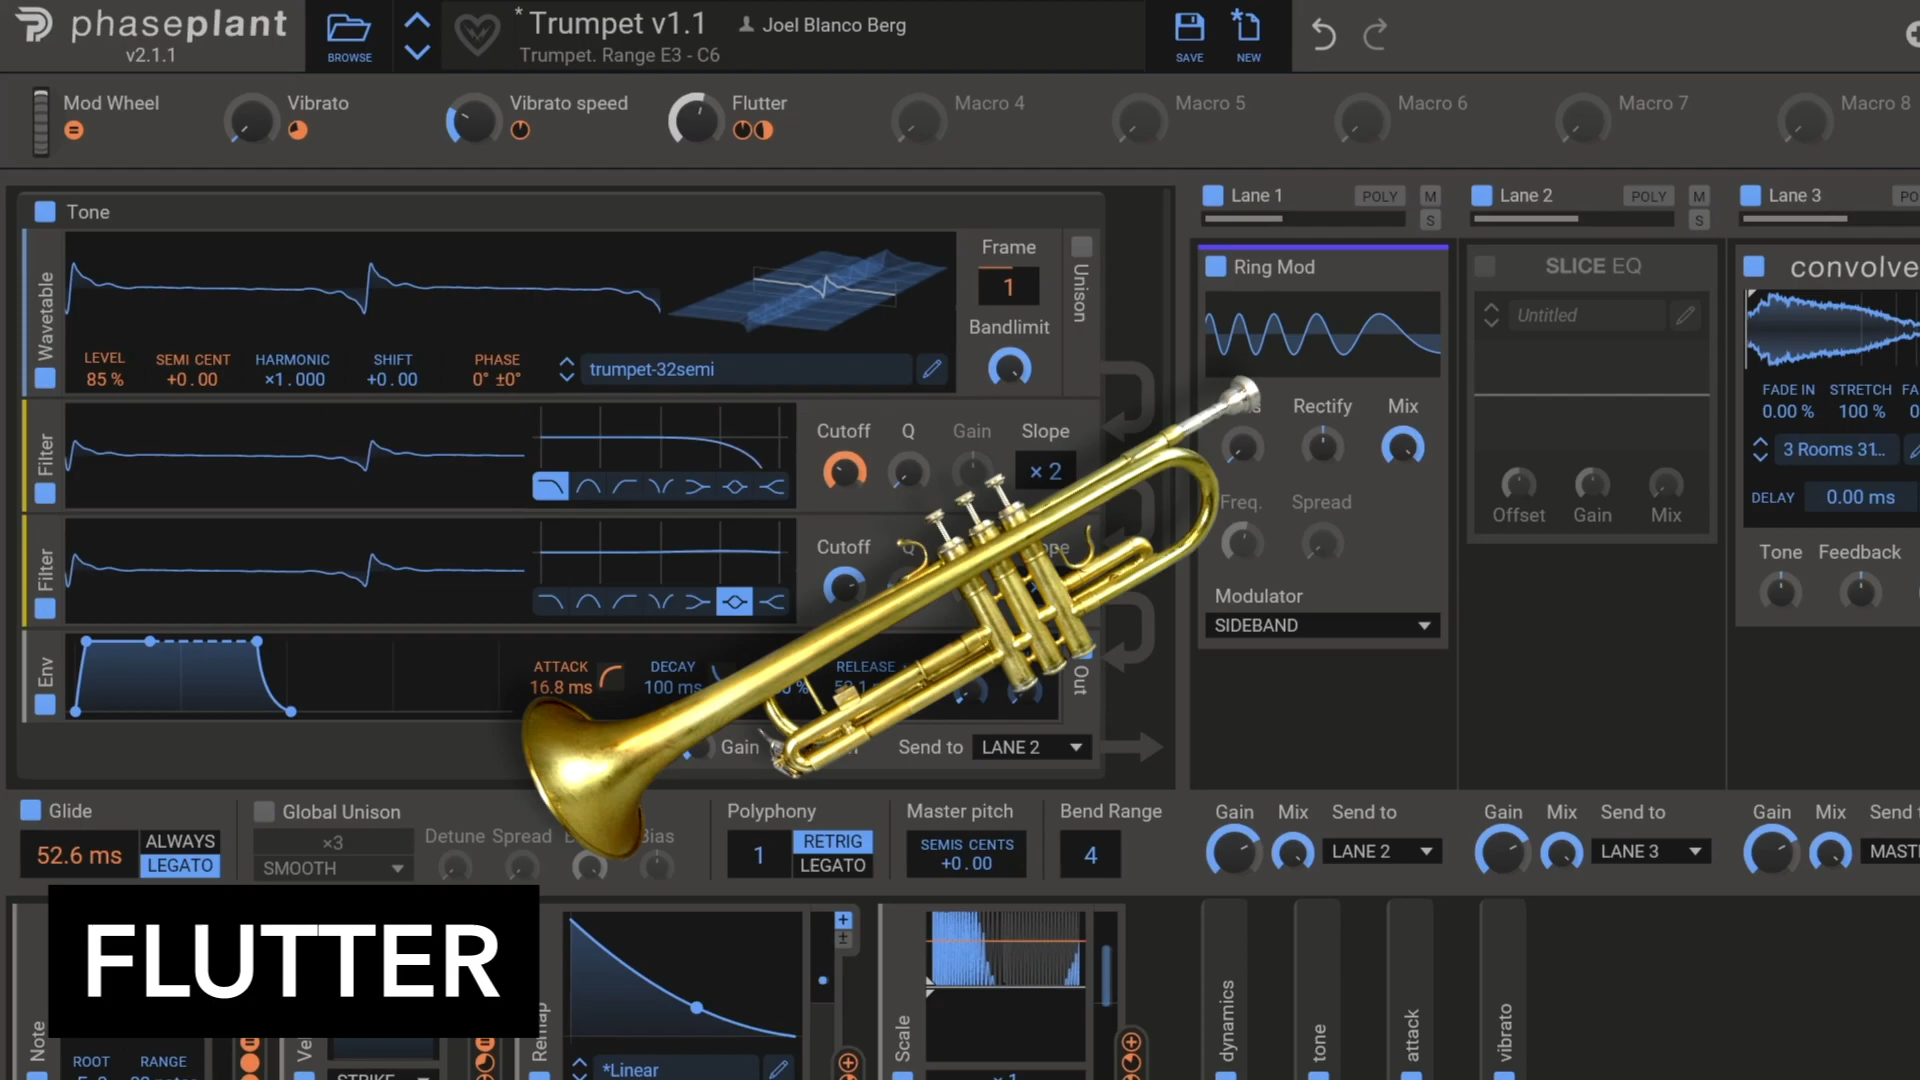 phaseplant
v2.1.1
BROWSE
* Trumpet v1.1
Joel Blanco Berg
Trumpet. Range E3 - C6
SAVE
NEW
Mod Wheel
Vibrato
Vibrato speed
Flutter
Macro 4
Macro 5
Macro 6
Macro 7
Macro 8
Tone
Wavetable
LEVEL
85 %
SEMI CENT
+0.00
HARMONIC
×1.000
SHIFT
+0.00
PHASE
0° ±0°
trumpet-32semi
Frame
1
Bandlimit
Unison
Filter
Cutoff
Q
Gain
Slope
× 2
Filter
Cutoff
Env
ATTACK
16.8 ms
DECAY
100 ms
RELEASE
Out
Gain
Send to
LANE 2
Lane 1
POLY
M
S
Ring Mod
Rectify
Mix
Freq.
Spread
Modulator
SIDEBAND
Lane 2
POLY
M
S
SLICE EQ
Untitled
Offset
Gain
Mix
Lane 3
convolve
FADE IN
0.00 %
STRETCH
100 %
3 Rooms 31...
DELAY
0.00 ms
Tone
Feedback
Glide
52.6 ms
ALWAYS
LEGATO
Global Unison
×3
SMOOTH
Detune
Spread
Bias
Polyphony
1
RETRIG
LEGATO
Master pitch
SEMIS CENTS
+0.00
Bend Range
4
Gain
Mix
Send to
LANE 2
Gain
Mix
Send to
LANE 3
Gain
Mix
FLUTTER
Note
ROOT
RANGE
STRIKE
Remap
*Linear
Scale
× 1
dynamics
tone
attack
vibrato